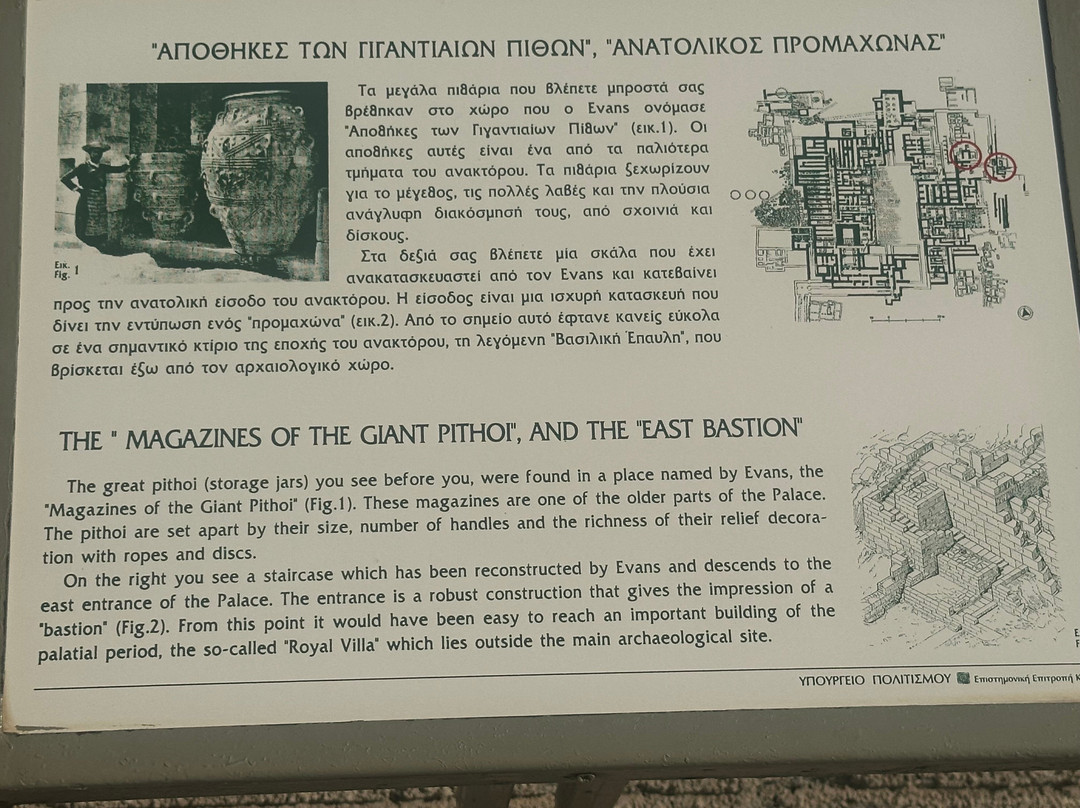 "ΑΠΟΘΗΚΕΣ ΤΩΝ ΓΙΓΑΝΤΙΑΙΩΝ ΠΙΘΩΝ", "ΑΝΑΤΟΛΙΚΟΣ ΠΡΟΜΑΧΩΝΑΣ"
Τα μεγάλα πιθάρια που βλέπετε μπροστά σας
βρέθηκαν στο χώρο που ο Evans ονόμασε
"Αποθήκες των Γιγαντιαίων Πίθων" (εικ.1). Οι
αποθήκες αυτές είναι ένα από τα παλιότερα
τμήματα του ανακτόρου. Τα πιθάρια ξεχωρίζουν
για το μέγεθος, τις πολλές λαβές και την πλούσια
ανάγλυφη διακόσμησή τους, από σχοινιά και
δίσκους.
Στα δεξιά σας βλέπετε μία σκάλα που έχει
ανακατασκευαστεί από τον Evans και κατεβαίνει
προς την ανατολική είσοδο του ανακτόρου. Η είσοδος είναι μια ισχυρή κατασκευή που
δίνει την εντύπωση ενός "προμαχώνα" (εικ.2). Από το σημείο αυτό έφτανε κανείς εύκολα
σε ένα σημαντικό κτίριο της εποχής του ανακτόρου, τη λεγόμενη "Βασιλική Έπαυλη", που
βρίσκεται έξω από τον αρχαιολογικό χώρο.
Εικ.
Fig. 1
THE " MAGAZINES OF THE GIANT PITHOI", AND THE "EAST BASTION"
The great pithoi (storage jars) you see before you, were found in a place named by Evans, the
"Magazines of the Giant Pithoi" (Fig.1). These magazines are one of the older parts of the Palace.
The pithoi are set apart by their size, number of handles and the richness of their relief decora-
tion with ropes and discs.
On the right you see a staircase which has been reconstructed by Evans and descends to the
east entrance of the Palace. The entrance is a robust construction that gives the impression of a
"bastion" (Fig.2). From this point it would have been easy to reach an important building of the
palatial period, the so-called "Royal Villa" which lies outside the main archaeological site.
ΥΠΟΥΡΓΕΙΟ ΠΟΛΙΤΙΣΜΟΥ Επιστημονική Επιτροπή Κ